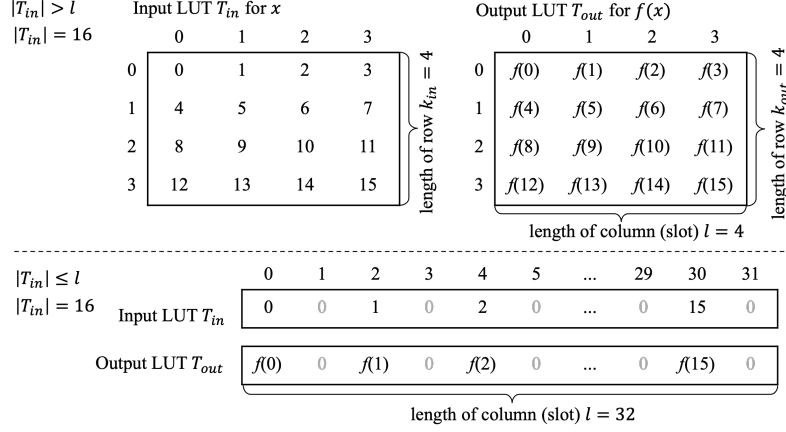 |T_in| > l Input LUT T_in for x Output LUT T_out for f(x)
|T_in| = 16
0 1 2 3 0 1 2 3
0 0 1 2 3 0 f(0) f(1) f(2) f(3)
1 4 5 6 7 1 f(4) f(5) f(6) f(7)
2 8 9 10 11 2 f(8) f(9) f(10) f(11)
3 12 13 14 15 3 f(12) f(13) f(14) f(15)
length of row k_in = 4
length of row k_out = 4
length of column (slot) l = 4
|T_in| ≤ l
|T_in| = 16
0 1 2 3 4 5 ... 29 30 31
Input LUT T_in 0 0 1 0 2 0 ... 0 15 0
Output LUT T_out f(0) 0 f(1) 0 f(2) 0 ... 0 f(15) 0
length of column (slot) l = 32